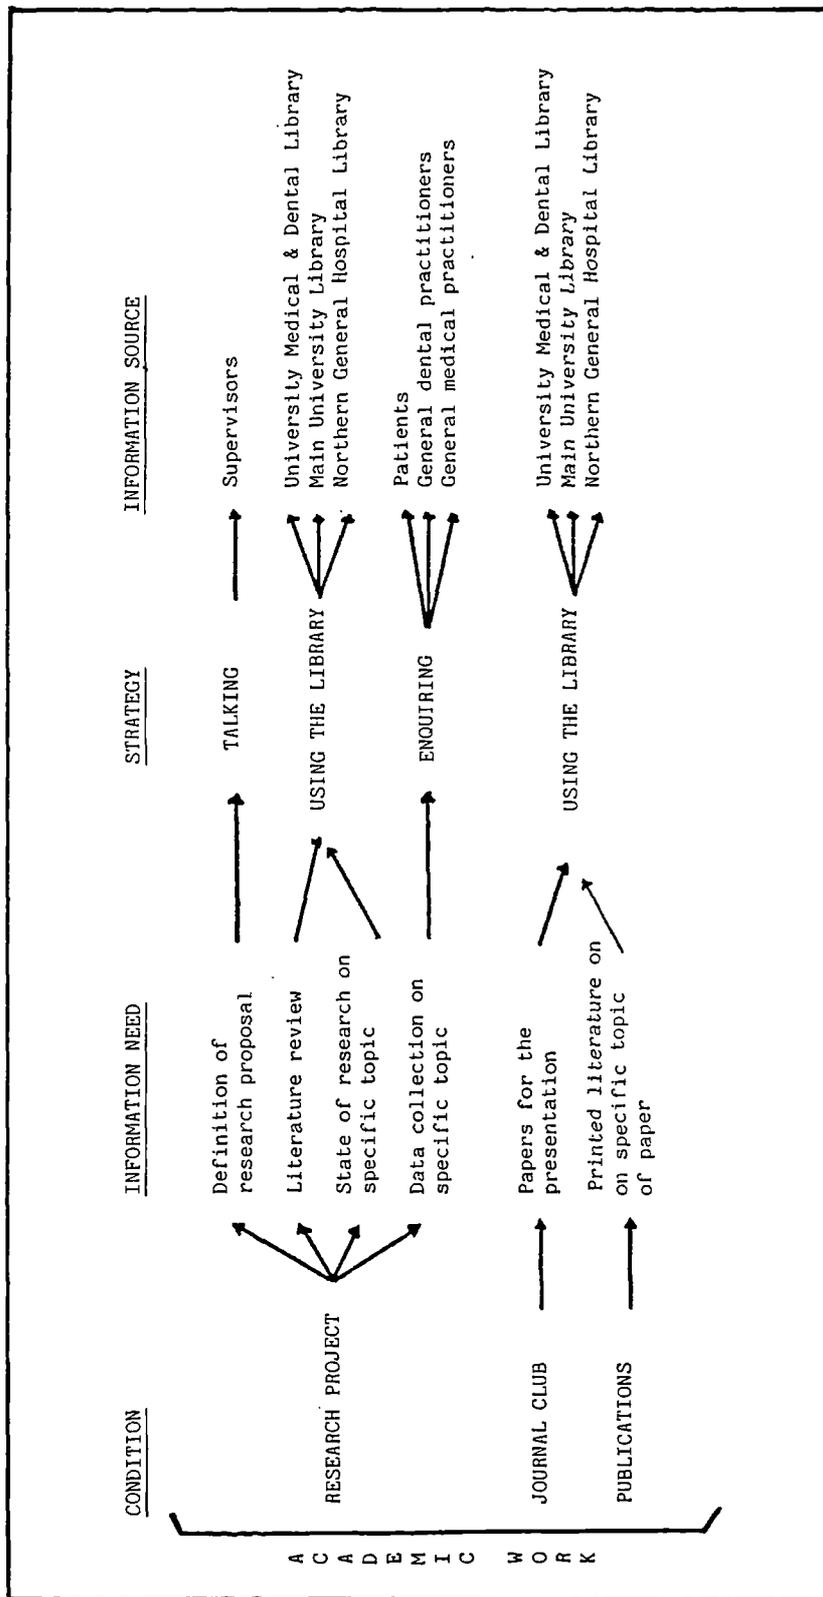 CONDITION
INFORMATION NEED
STRATEGY
INFORMATION SOURCE
ACADEMIC WORK
RESEARCH PROJECT
Definition of
research proposal
TALKING
Supervisors
Literature review
State of research on
specific topic
USING THE LIBRARY
University Medical & Dental Library
Main University Library
Northern General Hospital Library
Data collection on
specific topic
ENQUIRING
Patients
General dental practitioners
General medical practitioners
JOURNAL CLUB
Papers for the
presentation
PUBLICATIONS
Printed literature on
on specific topic
of paper
USING THE LIBRARY
University Medical & Dental Library
Main University Library
Northern General Hospital Library